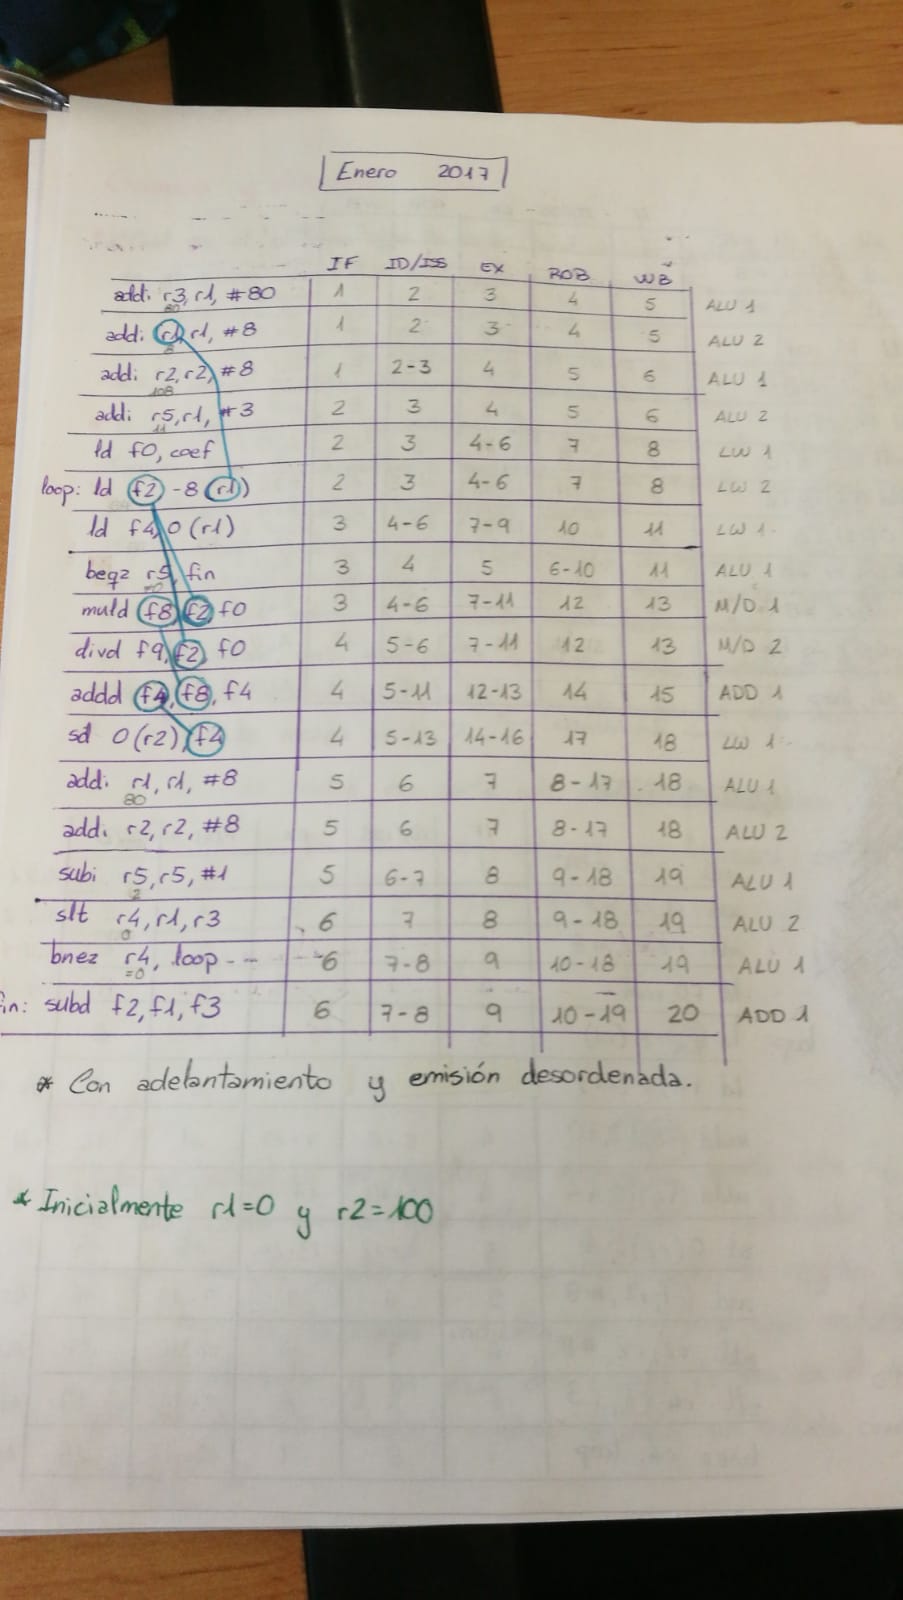 Enero 2017
IF ID/ISS EX ROB WB
addi r3, r1, #80 1 2 3 4 5 ALU 1
80
addi r1, r1, #8 1 2 3 4 5 ALU 2
8
addi r2, r2, #8 1 2-3 4 5 6 ALU 1
108
addi r5, r1, #3 2 3 4 5 6 ALU 2
11
ld f0, coef 2 3 4-6 7 8 LW 1
loop: ld f2 -8(r1) 2 3 4-6 7 8 LW 2
ld f4, 0(r1) 3 4-6 7-9 10 11 LW 1
beqz r5, fin 3 4 5 6-10 11 ALU 1
muld f8, f2, f0 3 4-6 7-11 12 13 M/D 1
divd f9, f2, f0 4 5-6 7-11 12 13 M/D 2
addd f4, f8, f4 4 5-11 12-13 14 15 ADD 1
sd 0(r2), f4 4 5-13 14-16 17 18 LW 1
addi r1, r1, #8 5 6 7 8-17 18 ALU 1
80
addi r2, r2, #8 5 6 7 8-17 18 ALU 2
subi r5, r5, #1 5 6-7 8 9-18 19 ALU 1
2
slt r4, r1, r3 6 7 8 9-18 19 ALU 2
0
bnez r4, loop -- 6 7-8 9 10-18 19 ALU 1
=0
in: subd f2, f1, f3 6 7-8 9 10-19 20 ADD 1
* Con adelantamiento y emisión desordenada.
* Inicialmente r1=0 y r2=100